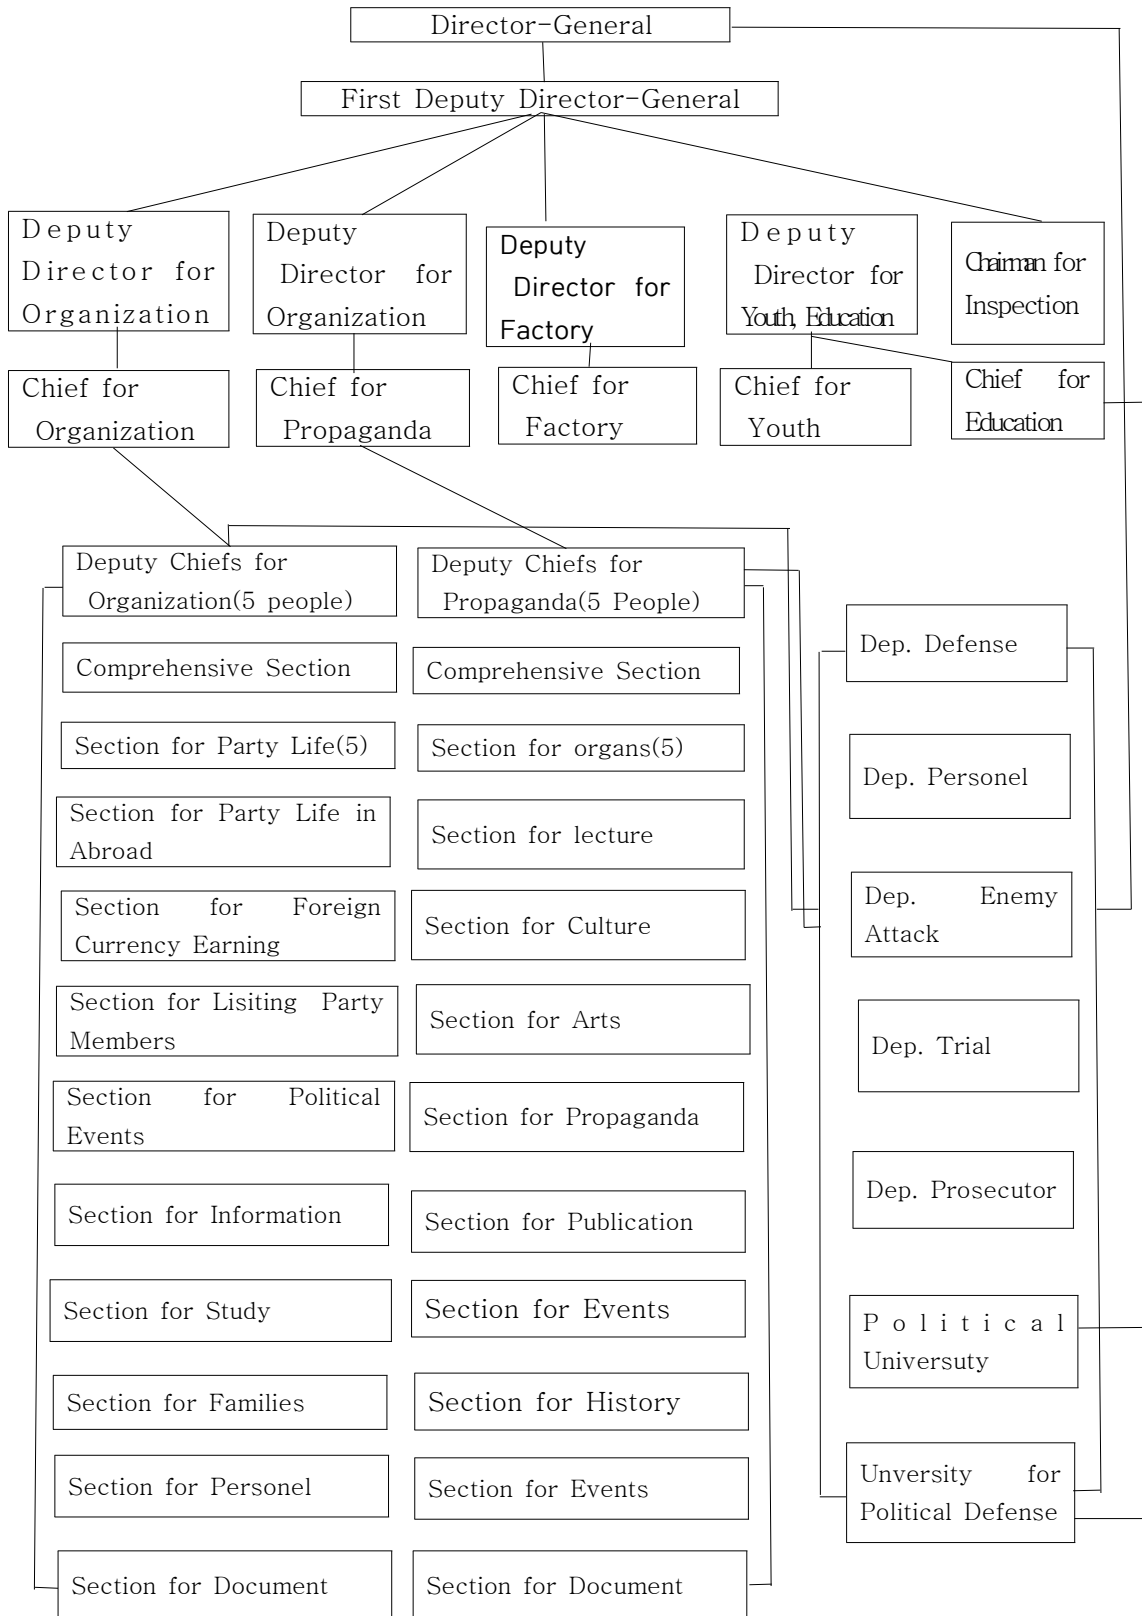 Director-General
First Deputy Director-General
Deputy
Director for
Organization
Deputy
Director for
Organization
Deputy
Director for
Factory
Deputy
Director for
Youth, Education
Chairman for
Inspection
Chief for
Organization
Chief for
Propaganda
Chief for
Factory
Chief for
Youth
Chief for
Education
Deputy Chiefs for
Organization(5 people)
Comprehensive Section
Section for Party Life(5)
Section for Party Life in
Abroad
Section for Foreign
Currency Earning
Section for Lisiting Party
Members
Section for Political
Events
Section for Information
Section for Study
Section for Families
Section for Personel
Section for Document
Deputy Chiefs for
Propaganda(5 People)
Comprehensive Section
Section for organs(5)
Section for lecture
Section for Culture
Section for Arts
Section for Propaganda
Section for Publication
Section for Events
Section for History
Section for Events
Section for Document
Dep. Defense
Dep. Personel
Dep. Enemy
Attack
Dep. Trial
Dep. Prosecutor
Political
Universuty
Unversity for
Political Defense